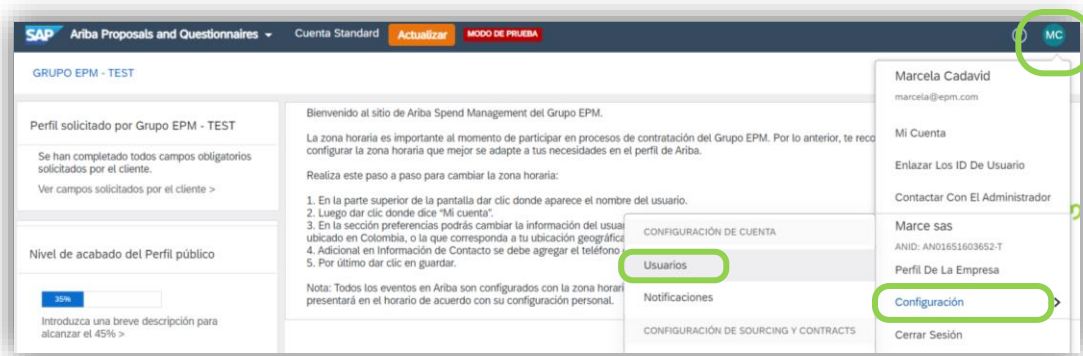 SAP Ariba Proposals and Questionnaires Cuenta Standard Actualizar MODO DE PRUEBA MC
GRUPO EPM - TEST
Perfil solicitado por Grupo EPM - TEST
Se han completado todos campos obligatorios
solicitados por el cliente.
Ver campos solicitados por el cliente >
Nivel de acabado del Perfil público
35%
Introduzca una breve descripción para
alcanzar el 45% >
Bienvenido al sitio de Ariba Spend Management del Grupo EPM.
La zona horaria es importante al momento de participar en procesos de contratación del Grupo EPM. Por lo anterior, te reco
configurar la zona horaria que mejor se adapte a tus necesidades en el perfil de Ariba.
Realiza este paso a paso para cambiar la zona horaria:
1. En la parte superior de la pantalla dar clic donde aparece el nombre del usuario.
2. Luego dar clic donde dice "Mi cuenta".
3. En la sección preferencias podrás cambiar la información del usuar
ubicado en Colombia, o la que corresponda a tu ubicación geográfica
4. Adicional en Información de Contacto se debe agregar el teléfono
5. Por último dar clic en guardar.
Nota: Todos los eventos en Ariba son configurados con la zona horari
presentará en el horario de acuerdo con su configuración personal.
CONFIGURACIÓN DE CUENTA
Usuarios
Notificaciones
CONFIGURACIÓN DE SOURCING Y CONTRACTS
Marcela Cadavid
marcela@epm.com
Mi Cuenta
Enlazar Los ID De Usuario
Contactar Con El Administrador
Marce sas
ANID: AN01651603652-T
Perfil De La Empresa
Configuración >
Cerrar Sesión